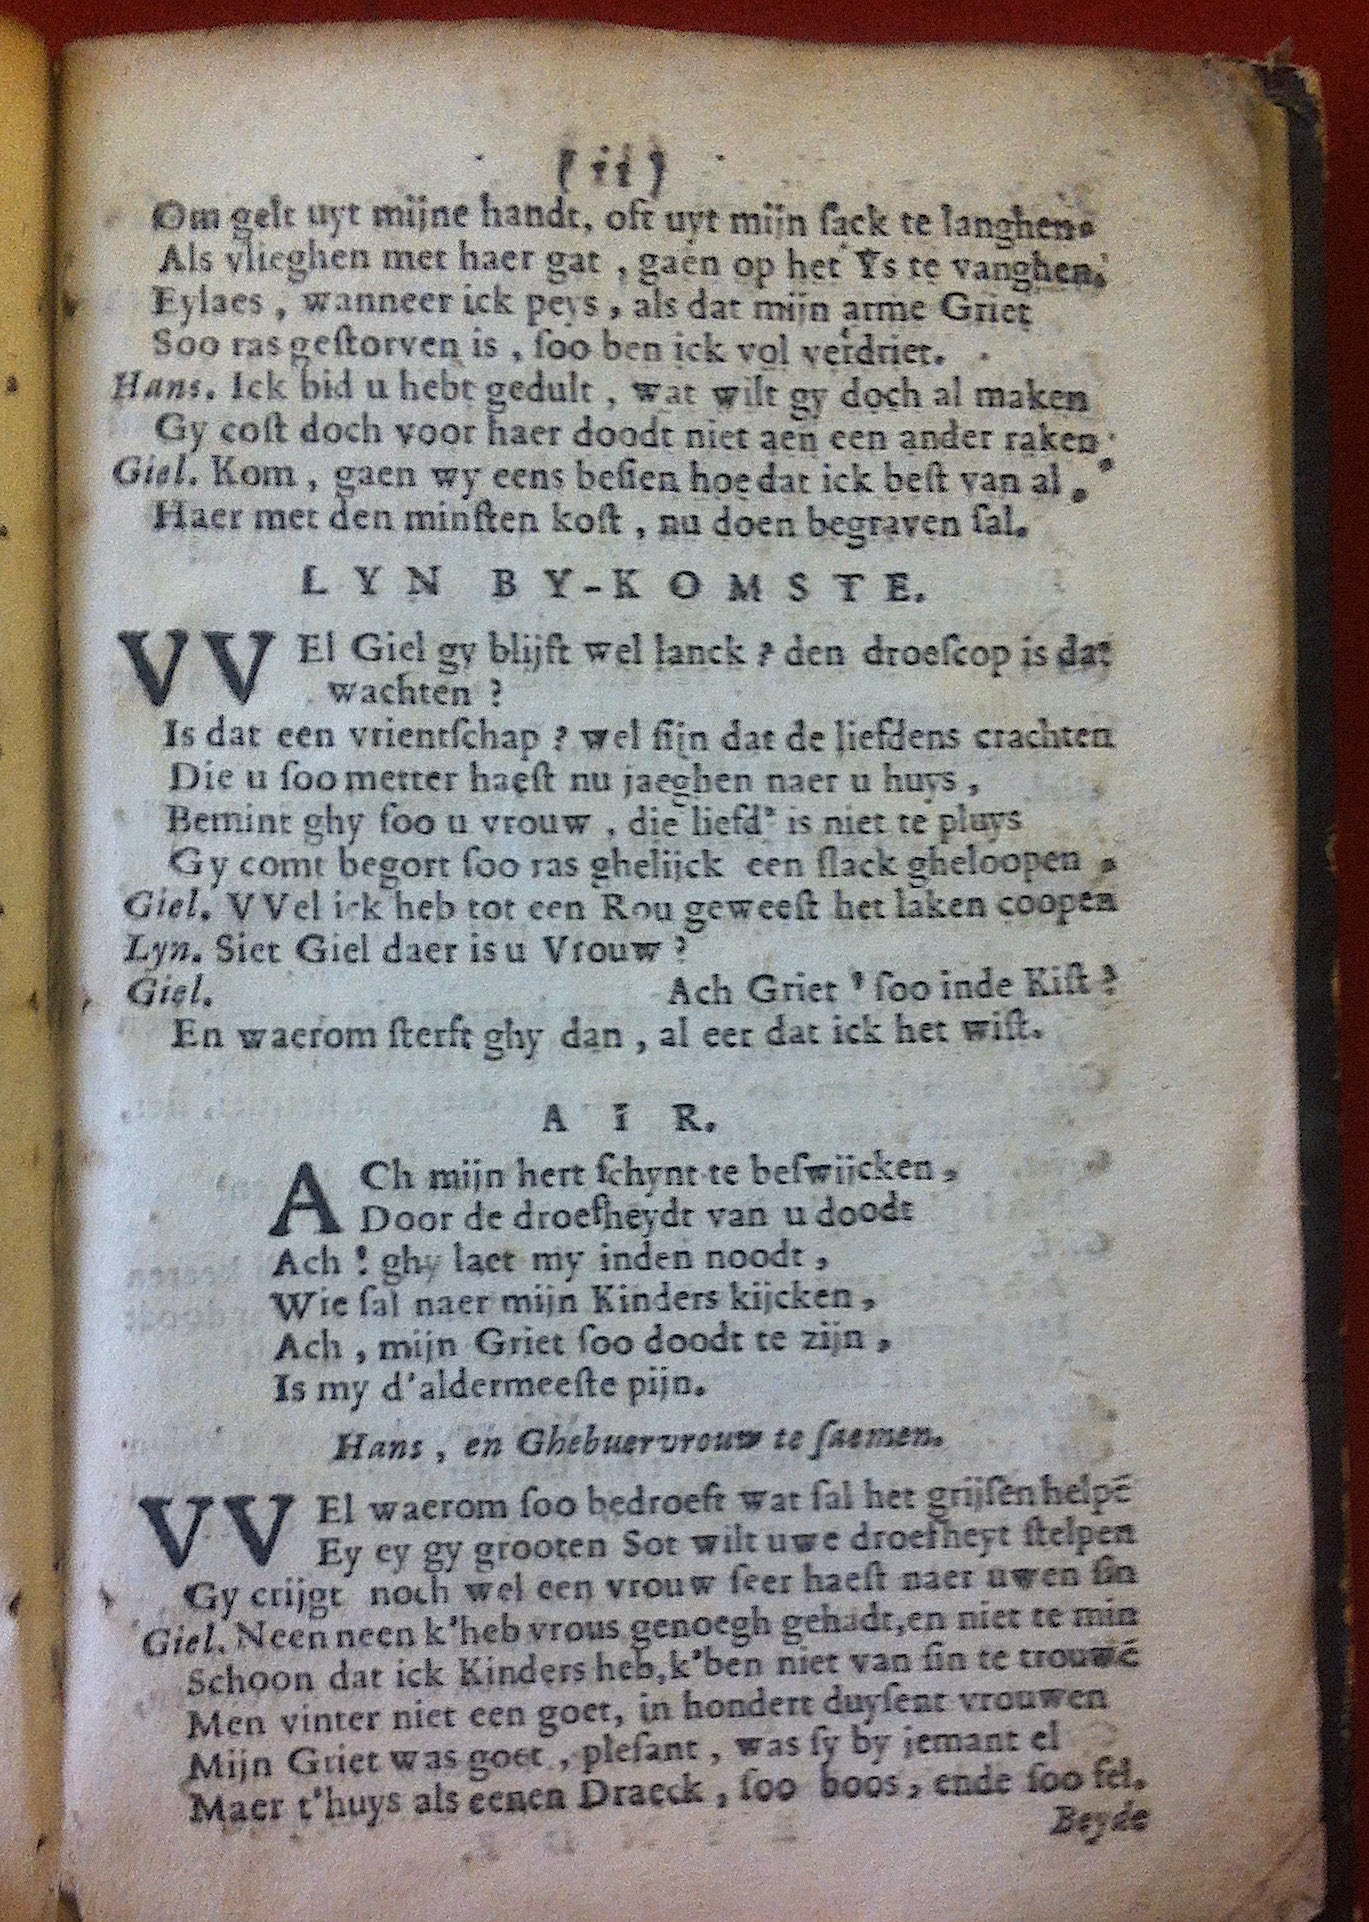 ( 11 )
Om gelt uyt mijne handt, oft uyt mijn ſack te langhen.
Als vlieghen met haer gat, gaen op het Ys te vanghen.
Eylaes, wanneer ick peys, als dat mijn arme Griet
Soo ras geſtorven is, ſoo ben ick vol verdriet.
Hans. Ick bid u hebt gedult, wat wilt gy doch al maken
Gy coſt doch voor haer doodt niet aen een ander raken.
Giel. Kom, gaen wy eens beſien hoe dat ick beſt van al,
Haer met den minſten koſt, nu doen begraven ſal.
LYN BY-KOMSTE.
VVEl Giel gy blijft wel lanck? den droefcop is dat
wachten?
Is dat een vrientſchap? wel ſijn dat de liefdens crachten
Die u ſoo metter haeſt nu jaeghen naer u huys,
Bemint ghy ſoo u vrouw, die liefd' is niet te pluys
Gy comt begort ſoo ras ghelijck een ſlack gheloopen,
Giel. VVel ick heb tot een Rou geweeſt het laken coopen
Lyn. Siet Giel daer is u Vrouw?
Giel. Ach Griet ' ſoo inde Kiſt?
En waerom ſterft ghy dan, al eer dat ick het wiſt.
AIR.
ACh mijn hert ſchynt te beſwijcken,
Door de droefheydt van u doodt
Ach! ghy laet my inden noodt,
Wie ſal naer mijn Kinders kijcken,
Ach, mijn Griet ſoo doodt te zijn,
Is my d'aldermeeſte pijn.
Hans, en Ghebuervrouw te ſaemen.
VVEl waerom ſoo bedroeft wat ſal het grijſen helpē
Ey ey gy grooten Sot wilt uwe droefheyt ſtelpen
Gy crijgt noch wel een vrouw ſeer haeſt naer uwen ſin
Giel. Neen neen k'heb vrous genoegh gehadt, en niet te min
Schoon dat ick Kinders heb, k'ben niet van ſin te trouwē
Men vinter niet een goet, in hondert duyſent vrouwen
Mijn Griet was goet, pleſant, was ſy by jemant el
Maer t'huys als eenen Draeck, ſoo boos, ende ſoo fel.
Beyde